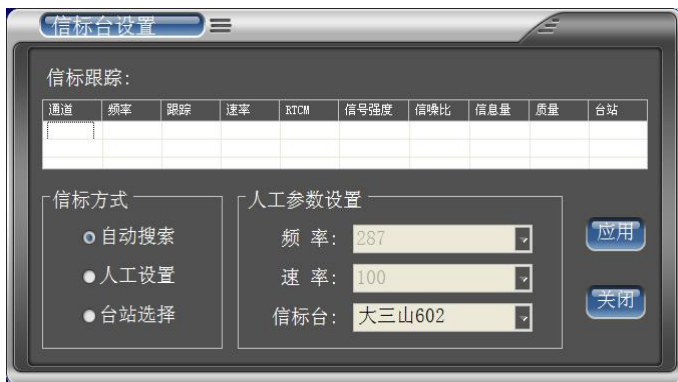 信标台设置
信标跟踪:
通道 频率 跟踪 速率 RTCM 信号强度 信噪比 信息量 质量 台站
信标方式
自动搜索
人工设置
台站选择
人工参数设置
频 率: 287
速 率: 100
信标台: 大三山602
应用
关闭